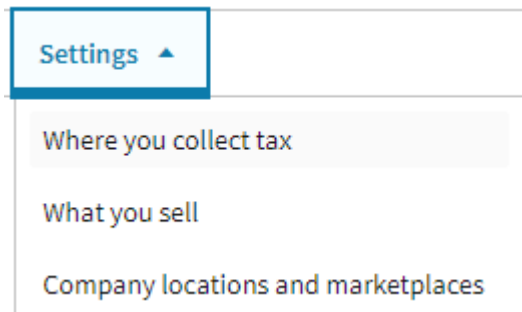 Settings
Where you collect tax
What you sell
Company locations and marketplaces